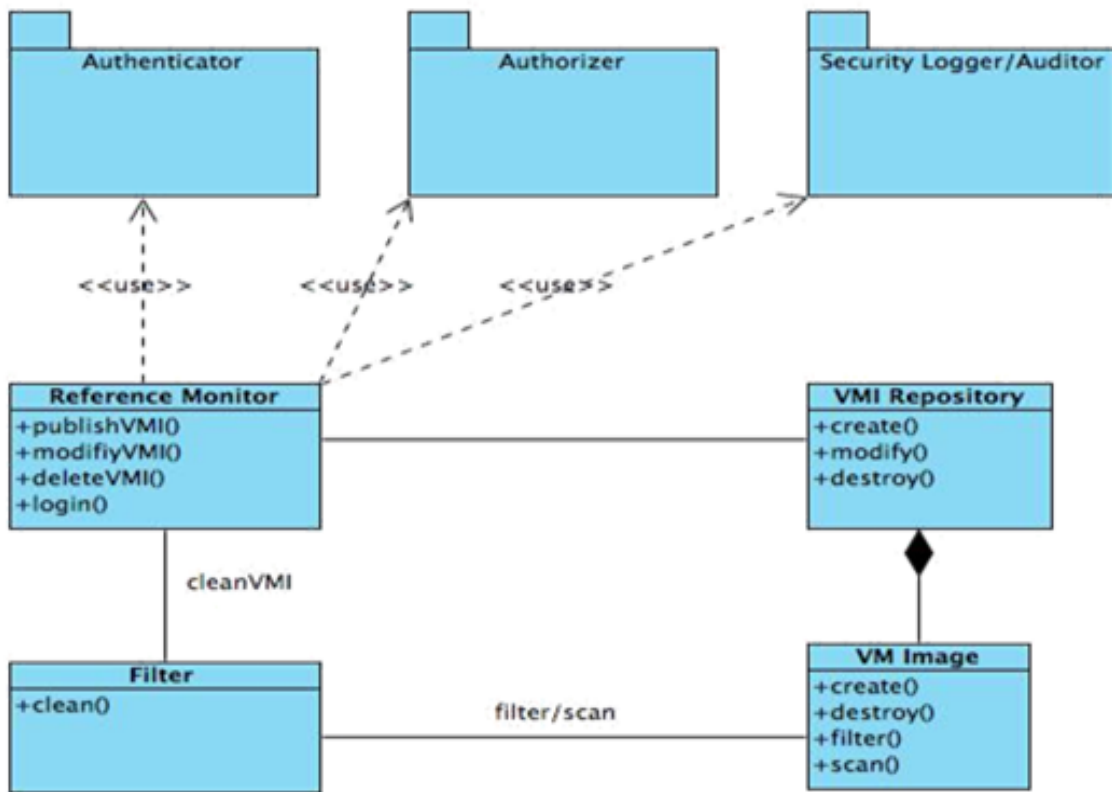 Authenticator
Authorizer
Security Logger/Auditor
<<use>>
<<use>>
<<use>>
Reference Monitor
+publishVMI()
+modifiyVMI()
+deleteVMI()
+login()
VMI Repository
+create()
+modify()
+destroy()
cleanVMI
Filter
+clean()
filter/scan
VM Image
+create()
+destroy()
+filter()
+scan()